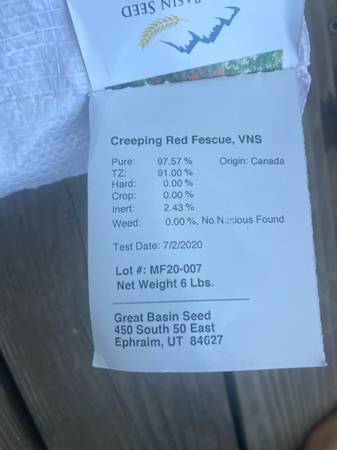 BASIN SEED
Creeping Red Fescue, VNS
Pure: 97.57 % Origin: Canada
TZ: 91.00 %
Hard: 0.00 %
Crop: 0.00 %
Inert: 2.43 %
Weed: 0.00 %, No Noxious Found
Test Date: 7/2/2020
Lot #: MF20-007
Net Weight 6 Lbs.
Great Basin Seed
450 South 50 East
Ephraim, UT 84627